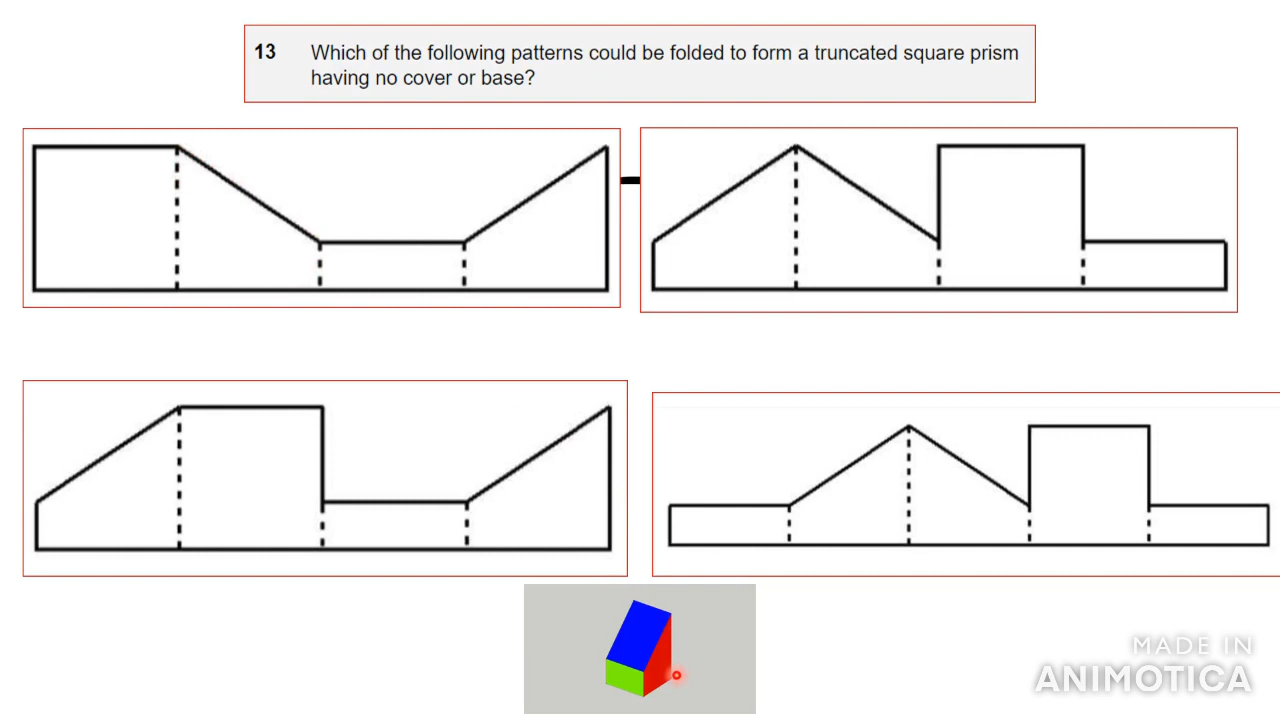 13 Which of the following patterns could be folded to form a truncated square prism
having no cover or base?
MADE IN
ANIMOTICA